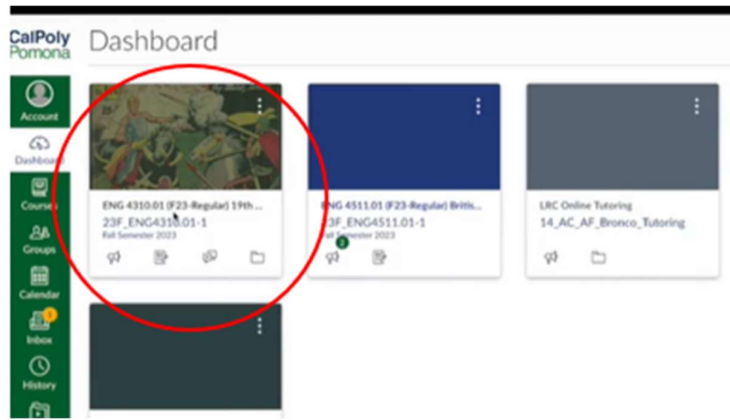 CalPoly
Pomona
Dashboard
Account
Dashboard
Courses
Groups
Calendar
Inbox
1
History
ENG 4310.01 (F23-Regular) 19th ...
23F_ENG4310.01-1
Fall Semester 2023
ENG 4511.01 (F23-Regular) Britis...
23F_ENG4511.01-1
Fall Semester 2023
2
LRC Online Tutoring
14_AC_AF_Bronco_Tutoring